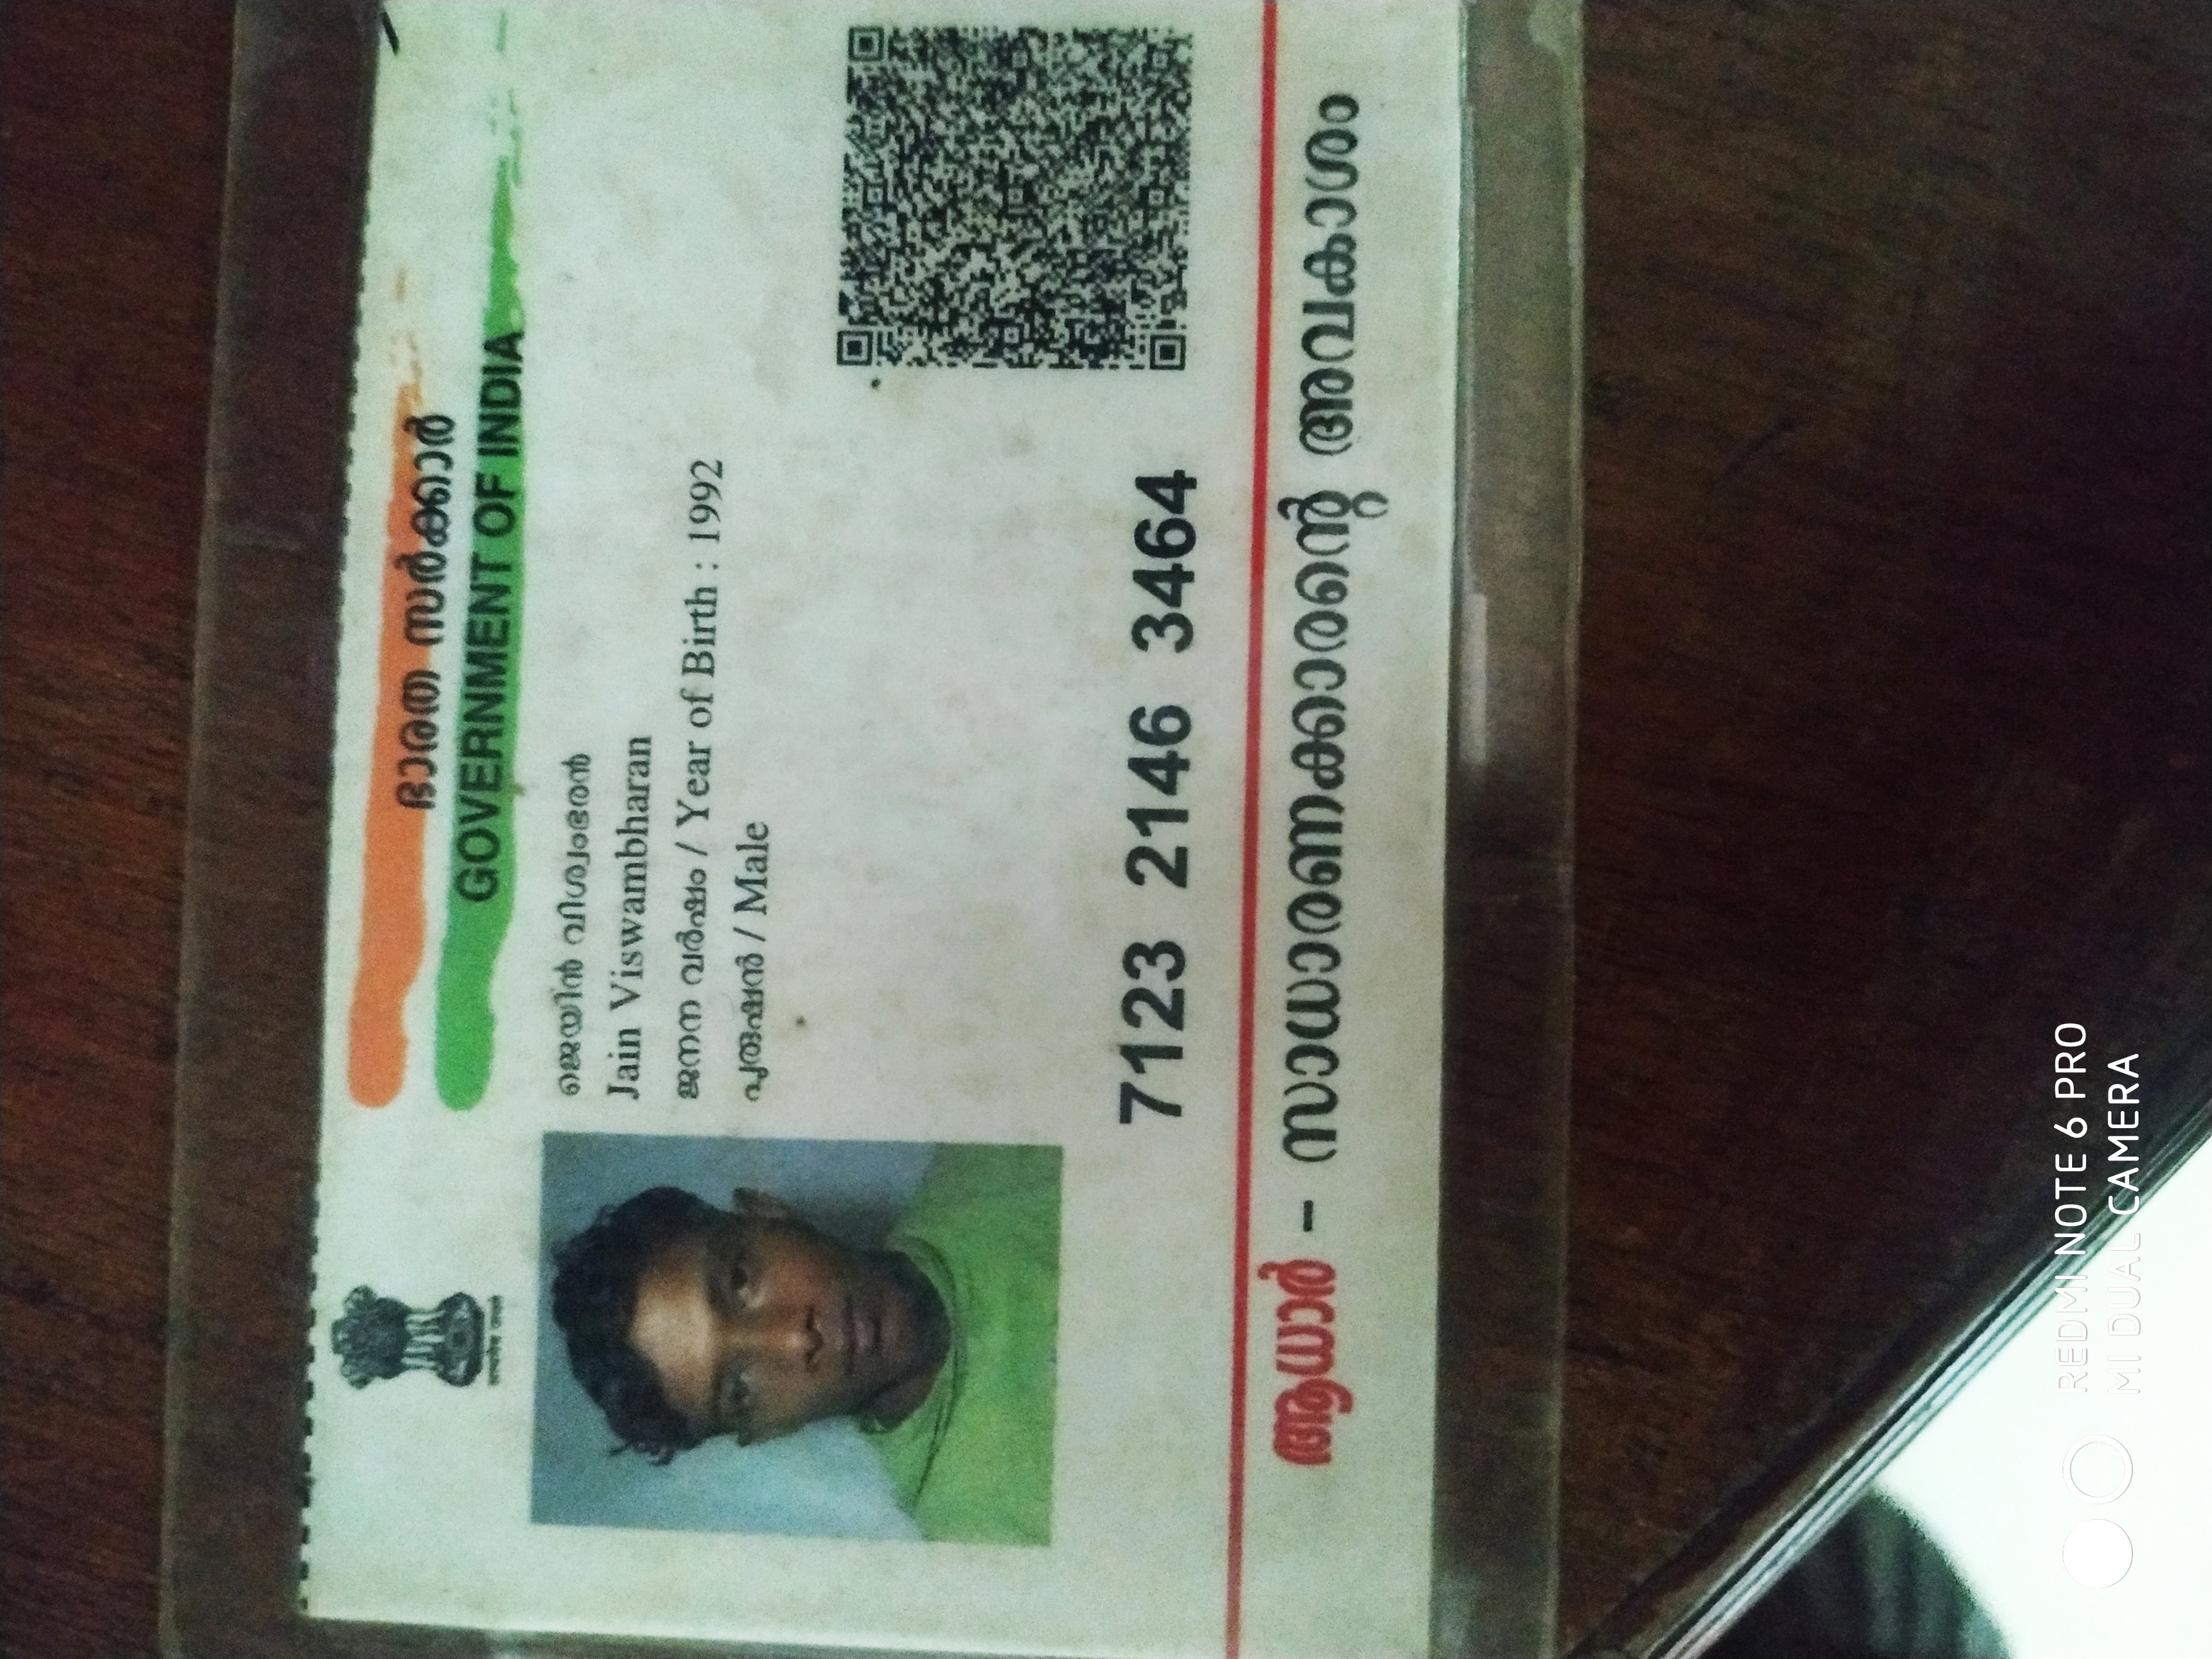 ഭാരത സർക്കാർ
GOVERNMENT OF INDIA
ജെയിൻ വിശ്വംഭരൻ
Jain Viswambharan
ജനന വർഷം / Year of Birth : 1992
പുരുഷൻ / Male
7123 2146 3464
ആധാർ - സാധാരണക്കാരന്റെ അവകാശം
REDMI NOTE 6 PRO
MI DUAL CAMERA